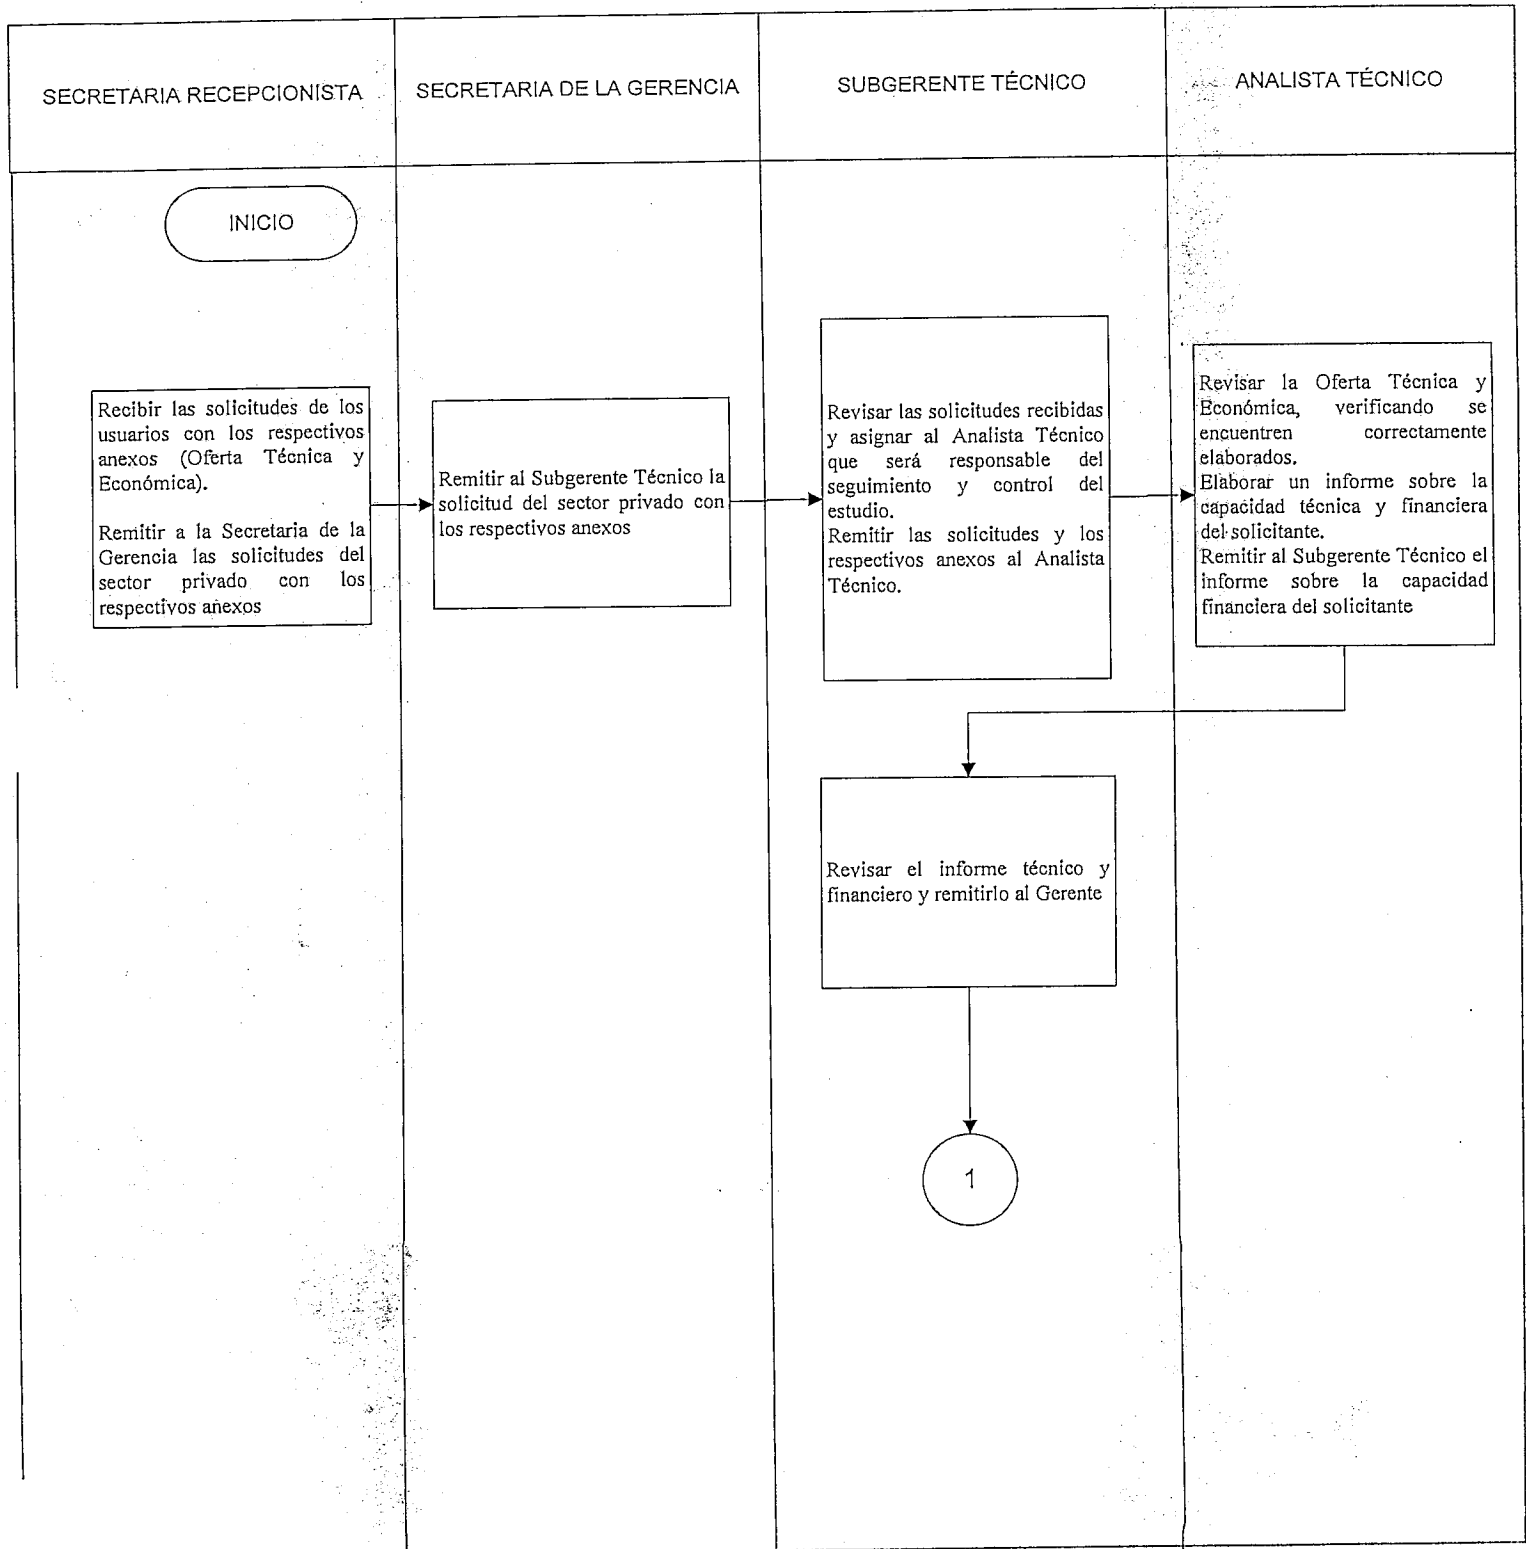 SECRETARIA RECEPCIONISTA
SECRETARIA DE LA GERENCIA
SUBGERENTE TÉCNICO
ANALISTA TÉCNICO
INICIO
Recibir las solicitudes de los
usuarios con los respectivos
anexos (Oferta Técnica y
Económica).
Remitir a la Secretaria de la
Gerencia las solicitudes del
sector privado con los
respectivos anexos
Remitir al Subgerente Técnico la
solicitud del sector privado con
los respectivos anexos
Revisar las solicitudes recibidas
y asignar al Analista Técnico
que será responsable del
seguimiento y control del
estudio.
Remitir las solicitudes y los
respectivos anexos al Analista
Técnico.
Revisar la Oferta Técnica y
Económica, verificando se
encuentren correctamente
elaborados.
Elaborar un informe sobre la
capacidad técnica y financiera
del solicitante.
Remitir al Subgerente Técnico el
informe sobre la capacidad
financiera del solicitante
Revisar el informe técnico y
financiero y remitirlo al Gerente
1